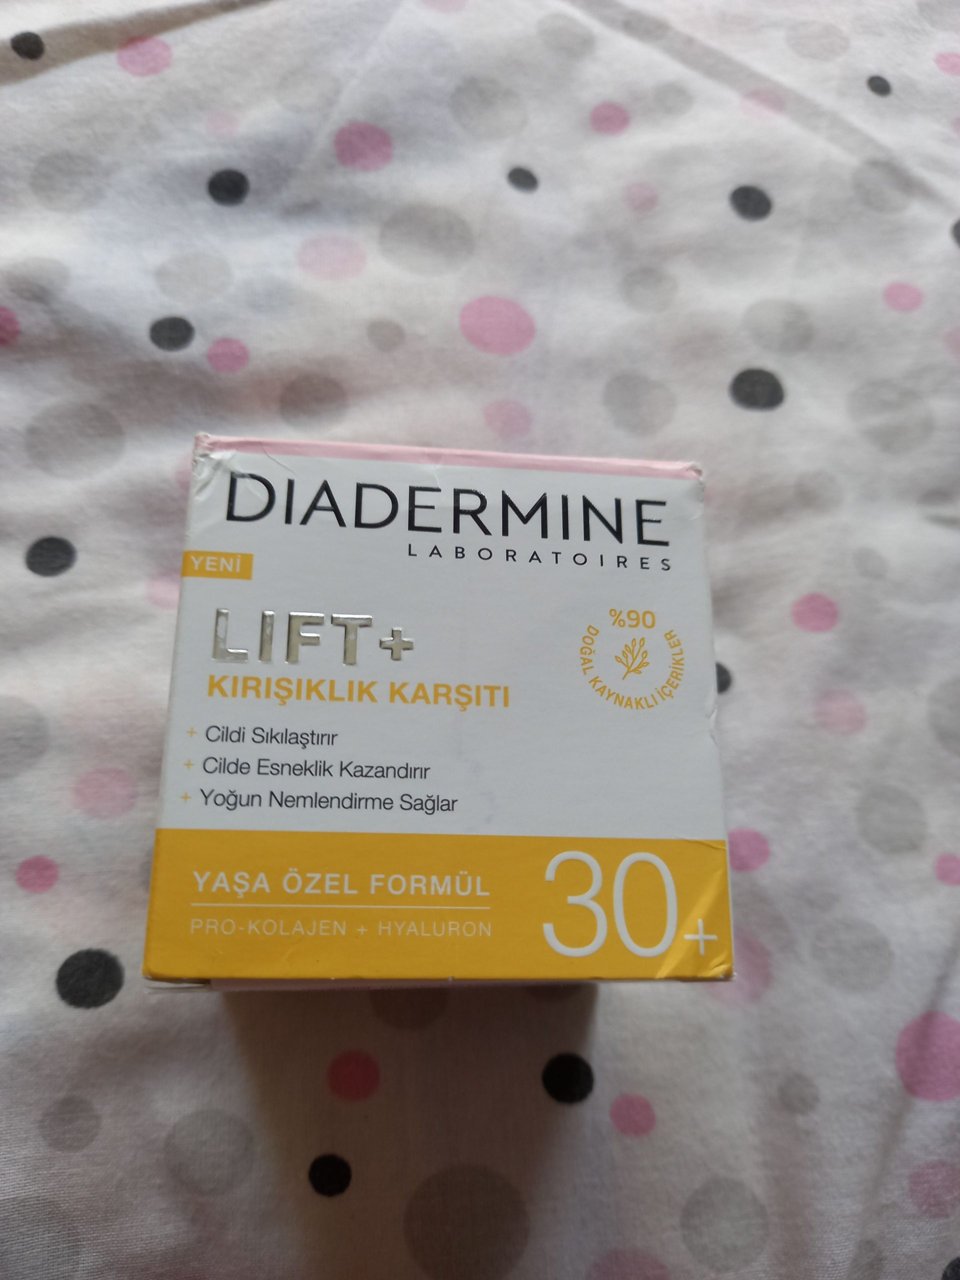 DIADERMINE
LABORATOIRES
YENİ
LIFT+
KIRIŞIKLIK KARŞITI
%90
DOĞAL KAYNAKLI İÇERİKLER
+ Cildi Sıkılaştırır
+ Cilde Esneklik Kazandırır
+ Yoğun Nemlendirme Sağlar
YAŞA ÖZEL FORMÜL
PRO-KOLAJEN + HYALURON
30+